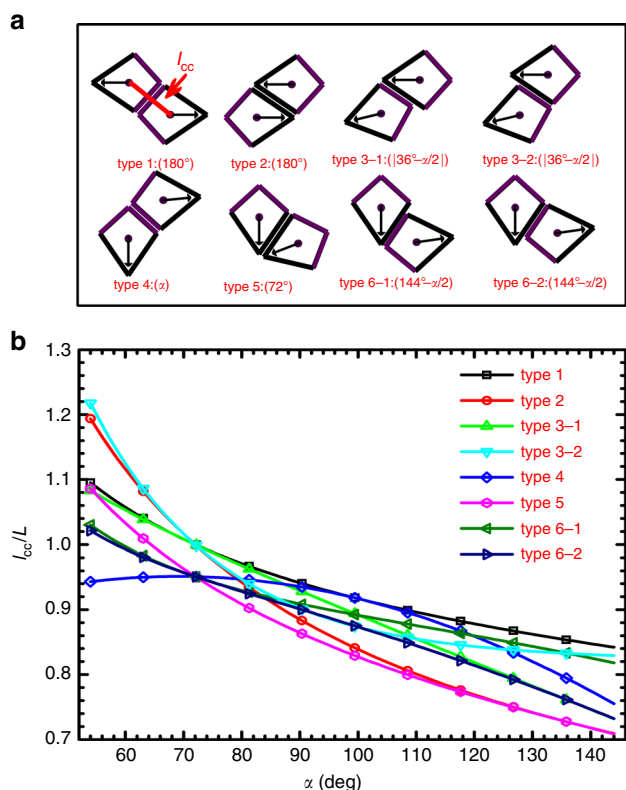 a
lcc
type 1:(180°)
type 2:(180°)
type 3–1:(|36°–α/2|)
type 3–2:(|36°–α/2|)
type 4:(α)
type 5:(72°)
type 6–1:(144°–α/2)
type 6–2:(144°–α/2)
b
1.3
1.2
1.1
1.0
0.9
0.8
0.7
lcc/L
type 1
type 2
type 3–1
type 3–2
type 4
type 5
type 6–1
type 6–2
60 70 80 90 100 110 120 130 140
α (deg)